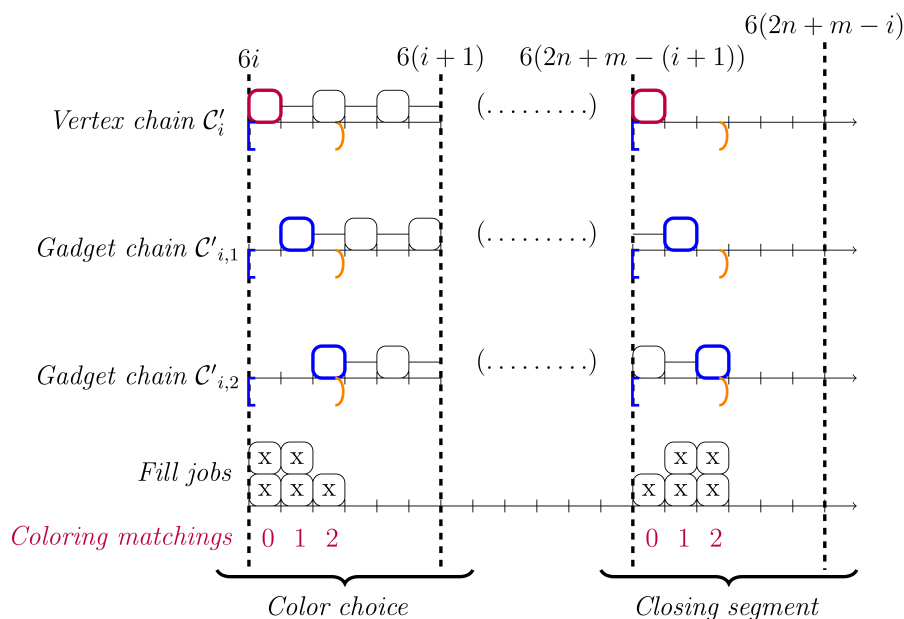 6(2n + m − i)
6i 6(i + 1) 6(2n + m − (i + 1))
Vertex chain 𝒞′ᵢ (. . . . . . . . .) 
Gadget chain 𝒞′ᵢ,₁ (. . . . . . . . .)
Gadget chain 𝒞′ᵢ,₂ (. . . . . . . . .)
x x x x
Fill jobs
x x x x x x
Coloring matchings 0 1 2 0 1 2
Color choice Closing segment